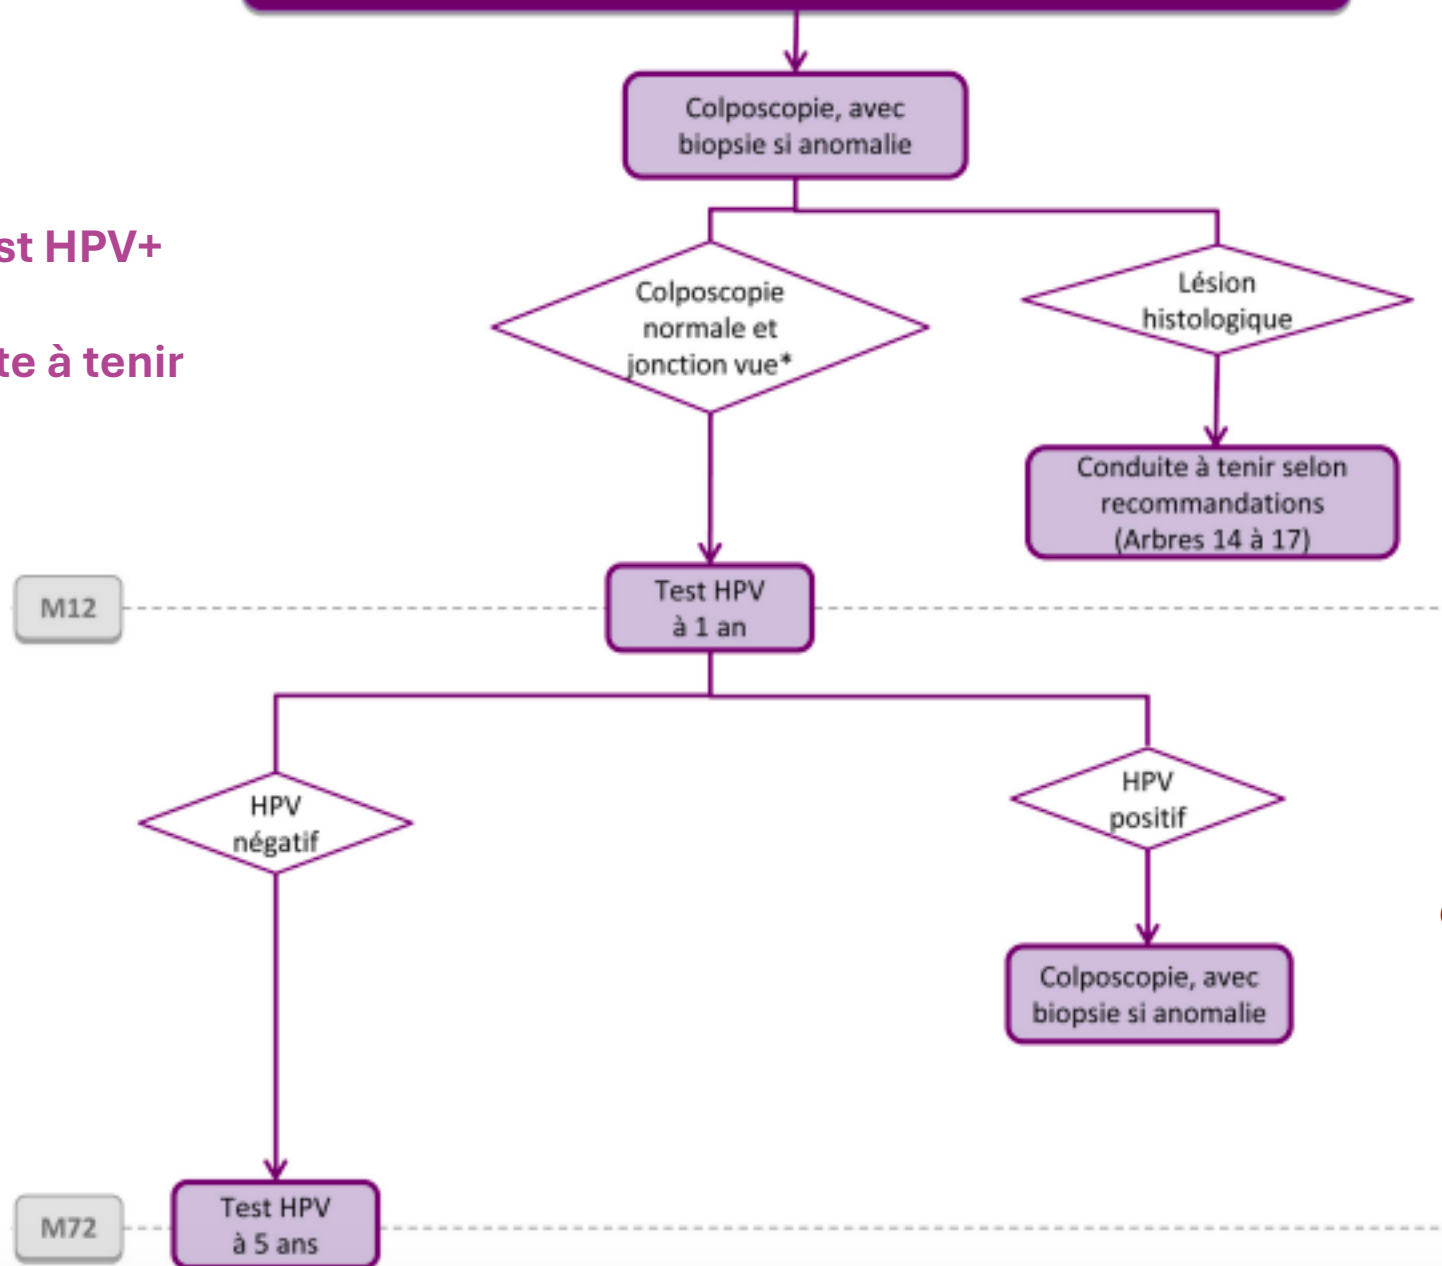 Colposcopie, avec
biopsie si anomalie
st HPV+
te à tenir
Colposcopie
normale et
jonction vue*
Lésion
histologique
Conduite à tenir selon
recommandations
(Arbres 14 à 17)
M12
Test HPV
à 1 an
HPV
négatif
HPV
positif
Colposcopie, avec
biopsie si anomalie
M72
Test HPV
à 5 ans